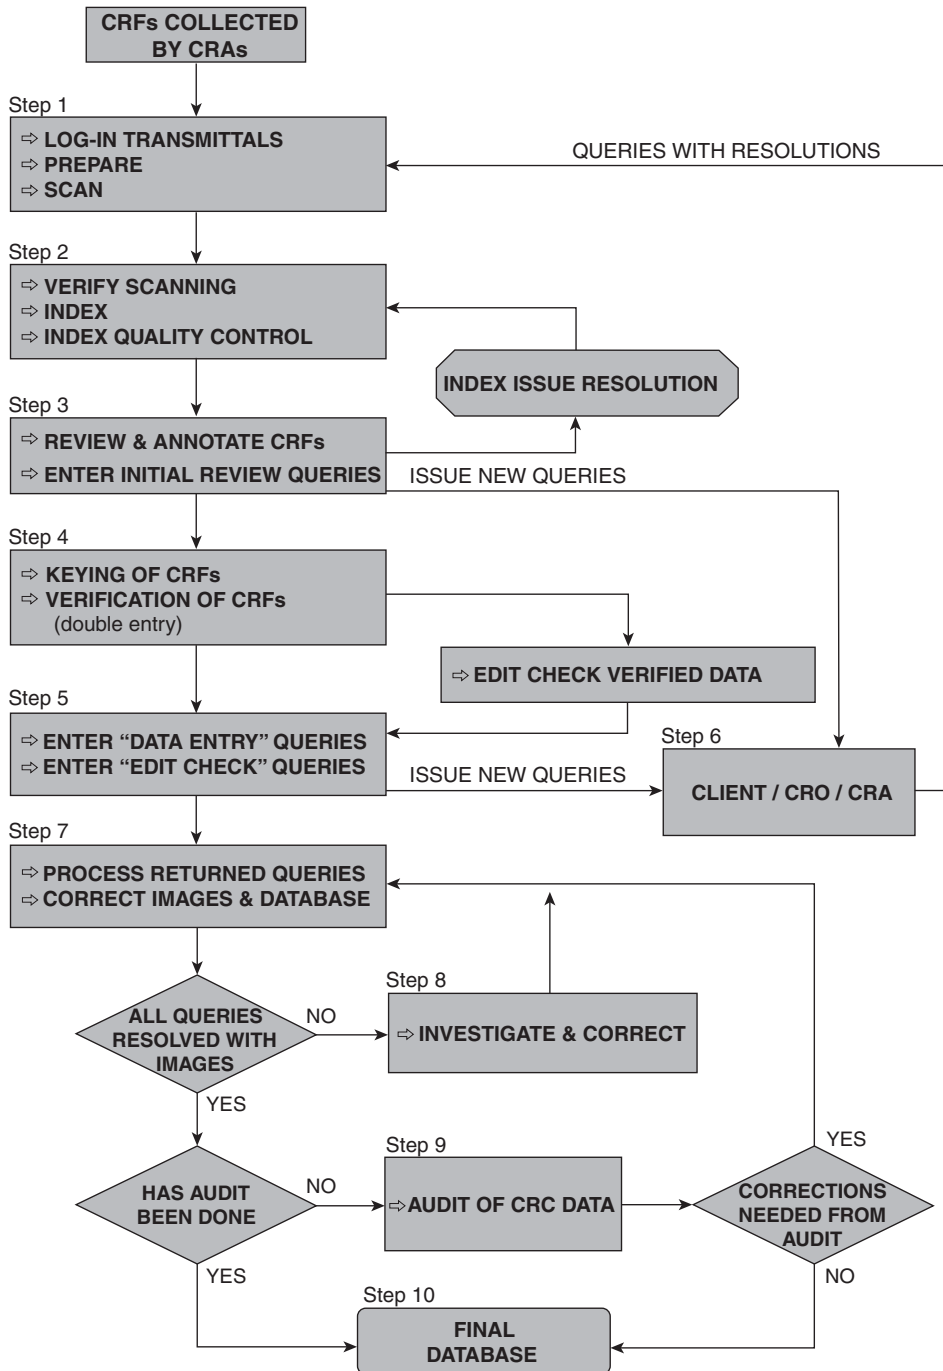 CRFs COLLECTED
BY CRAs
Step 1
⇨ LOG-IN TRANSMITTALS
⇨ PREPARE
⇨ SCAN
QUERIES WITH RESOLUTIONS
Step 2
⇨ VERIFY SCANNING
⇨ INDEX
⇨ INDEX QUALITY CONTROL
INDEX ISSUE RESOLUTION
Step 3
⇨ REVIEW & ANNOTATE CRFs
⇨ ENTER INITIAL REVIEW QUERIES
ISSUE NEW QUERIES
Step 4
⇨ KEYING OF CRFs
⇨ VERIFICATION OF CRFs
(double entry)
⇨ EDIT CHECK VERIFIED DATA
Step 5
⇨ ENTER “DATA ENTRY” QUERIES
⇨ ENTER “EDIT CHECK” QUERIES
ISSUE NEW QUERIES
Step 6
CLIENT / CRO / CRA
Step 7
⇨ PROCESS RETURNED QUERIES
⇨ CORRECT IMAGES & DATABASE
ALL QUERIES
RESOLVED WITH
IMAGES
NO
Step 8
⇨ INVESTIGATE & CORRECT
YES
HAS AUDIT
BEEN DONE
NO
Step 9
⇨ AUDIT OF CRC DATA
YES
CORRECTIONS
NEEDED FROM
AUDIT
YES
NO
Step 10
FINAL
DATABASE